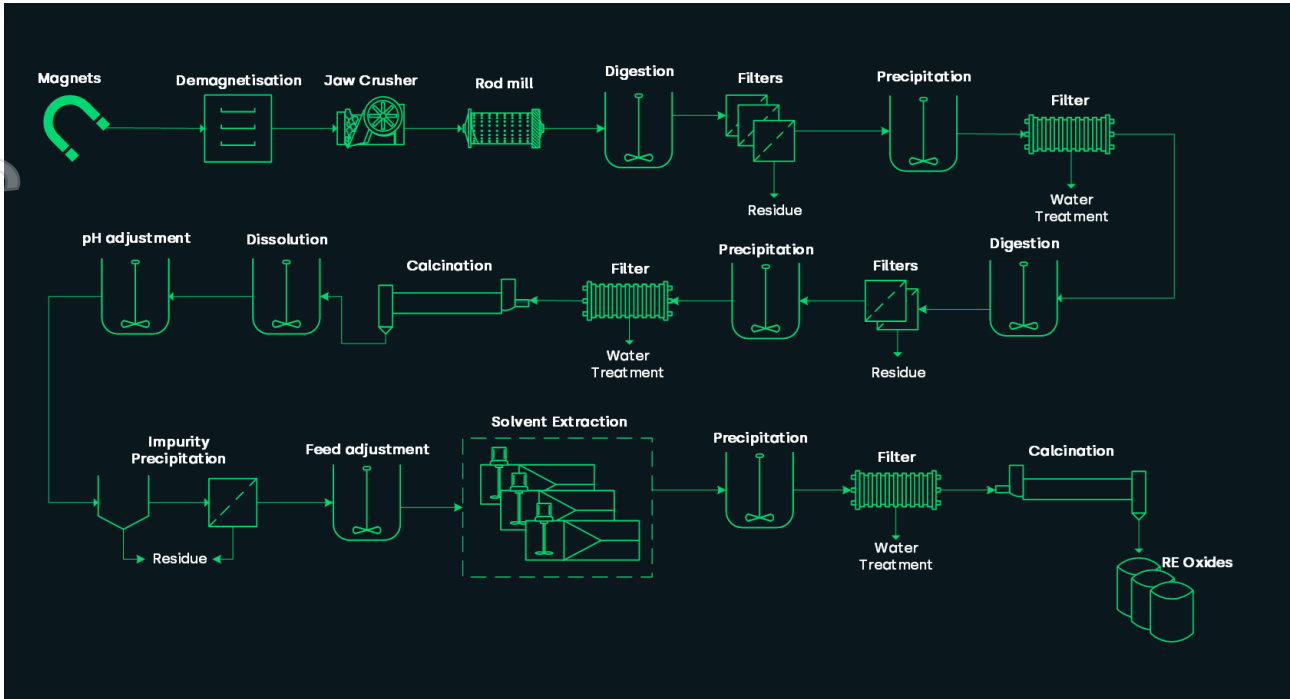 Magnets
Demagnetisation
Jaw Crusher
Rod mill
Digestion
Filters
Precipitation
Filter
Residue
Water
Treatment
pH adjustment
Dissolution
Calcination
Filter
Precipitation
Filters
Digestion
Water
Treatment
Residue
Impurity
Precipitation
Feed adjustment
Solvent Extraction
Precipitation
Filter
Calcination
Residue
Water
Treatment
RE Oxides